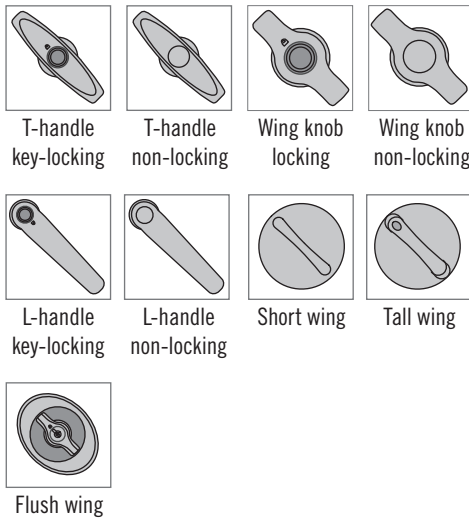 T-handle
key-locking
T-handle
non-locking
Wing knob
locking
Wing knob
non-locking
L-handle
key-locking
L-handle
non-locking
Short wing
Tall wing
Flush wing